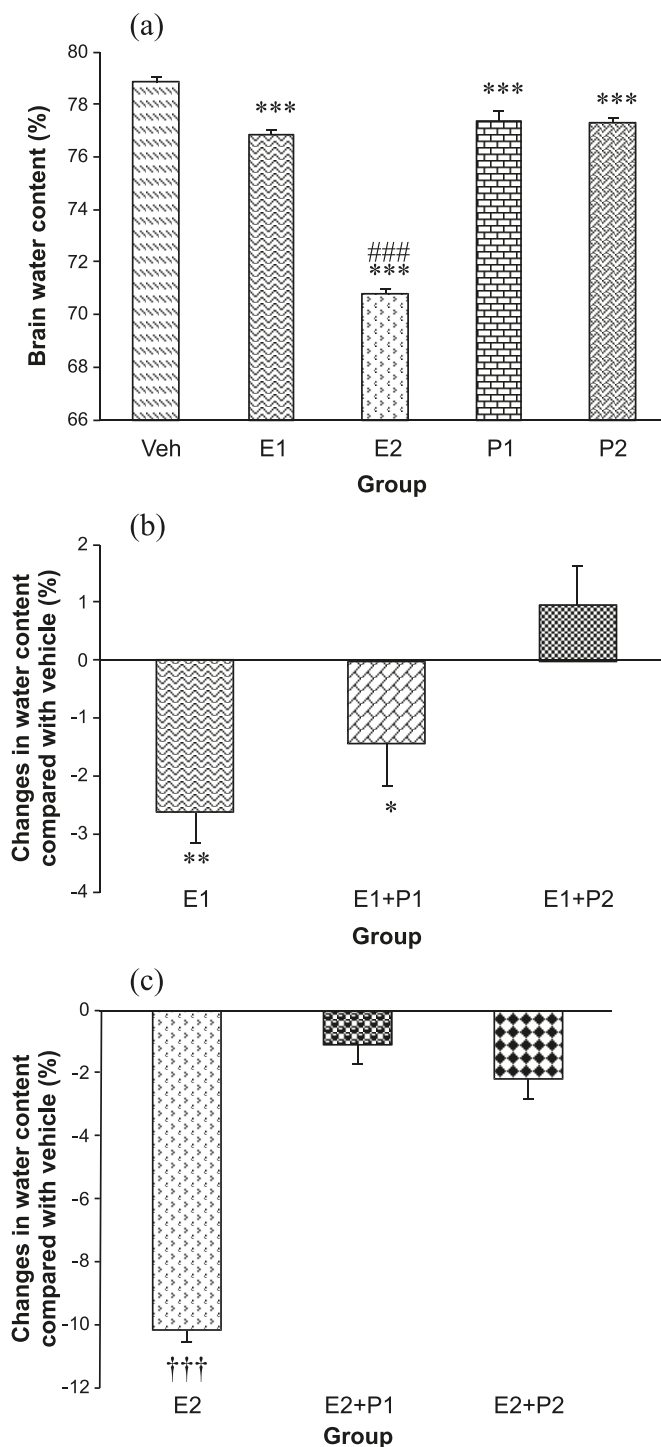 (a)
Brain water content (%)
80
78
76
71
70
68
66
***
###
***
***
***
Veh E1 E2 P1 P2
Group
(b)
Changes in water content
compared with vehicle (%)
2
1
0
-1
-2
-3
-4
**
*
E1 E1+P1 E1+P2
Group
(c)
Changes in water content
compared with vehicle (%)
0
-2
-4
-6
-8
-10
-12
†††
E2 E2+P1 E2+P2
Group